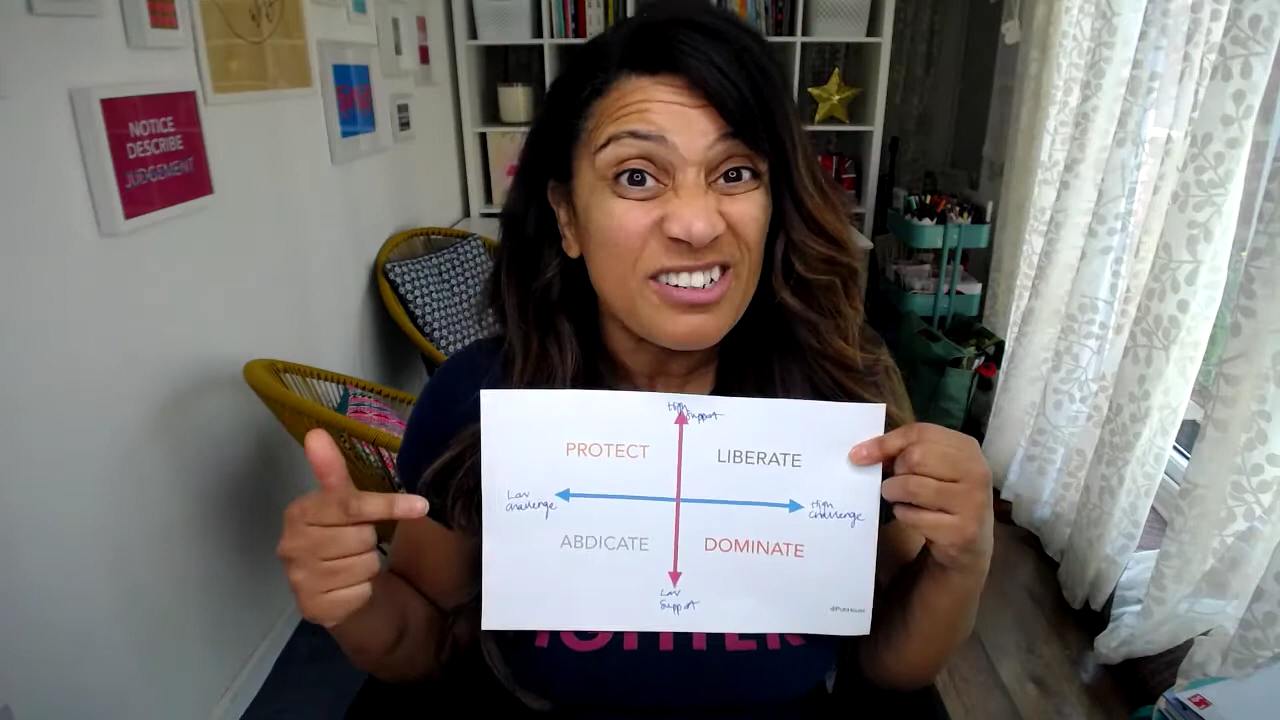 NOTICE
DESCRIBE
JUDGEMENT
High
Support
PROTECT
LIBERATE
Low
challenge
High
challenge
ABDICATE
DOMINATE
Low
Support